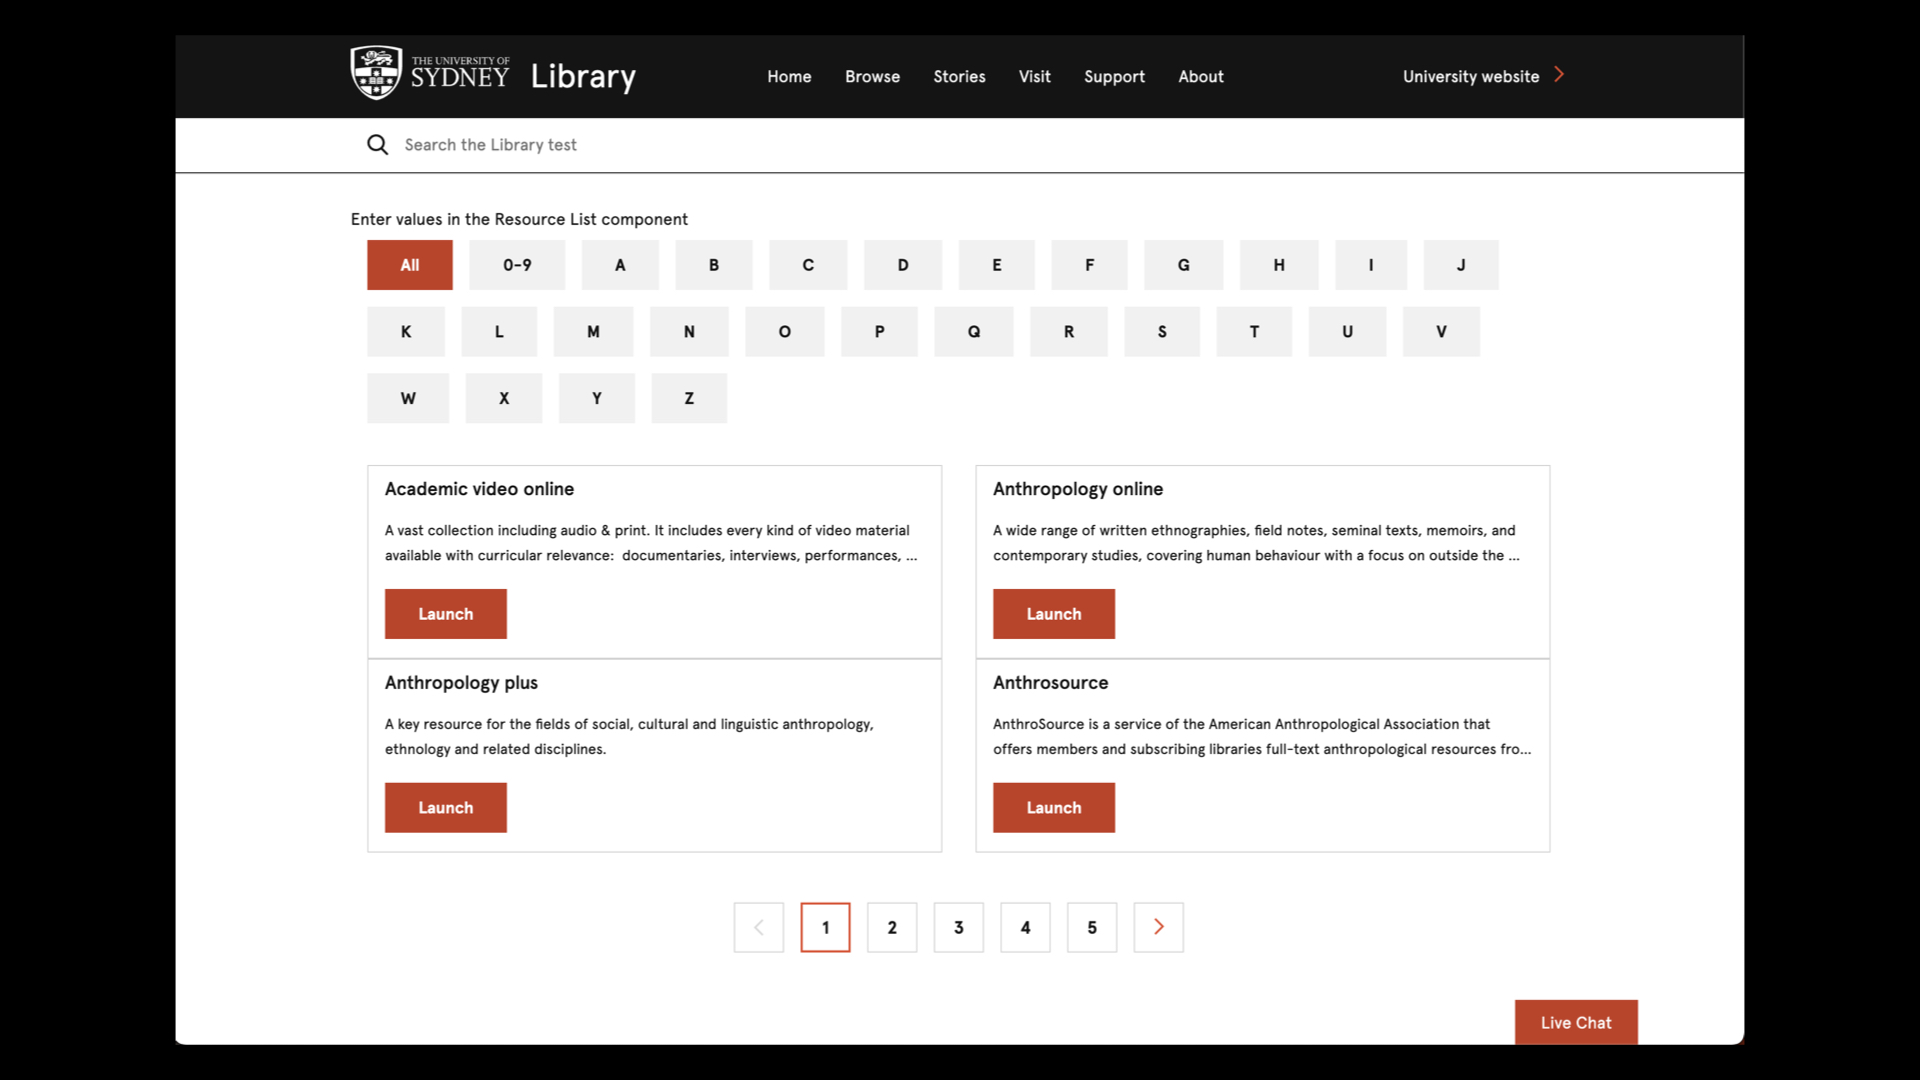 THE UNIVERSITY OF
SYDNEY
Library
Home Browse Stories Visit Support About
University website
Search the Library test
Enter values in the Resource List component
All 0-9 A B C D E F G H I J
K L M N O P Q R S T U V
W X Y Z
Academic video online
A vast collection including audio & print. It includes every kind of video material
available with curricular relevance:  documentaries, interviews, performances, ...
Launch
Anthropology online
A wide range of written ethnographies, field notes, seminal texts, memoirs, and
contemporary studies, covering human behaviour with a focus on outside the ...
Launch
Anthropology plus
A key resource for the fields of social, cultural and linguistic anthropology,
ethnology and related disciplines.
Launch
Anthrosource
AnthroSource is a service of the American Anthropological Association that
offers members and subscribing libraries full-text anthropological resources fro...
Launch
1 2 3 4 5
Live Chat